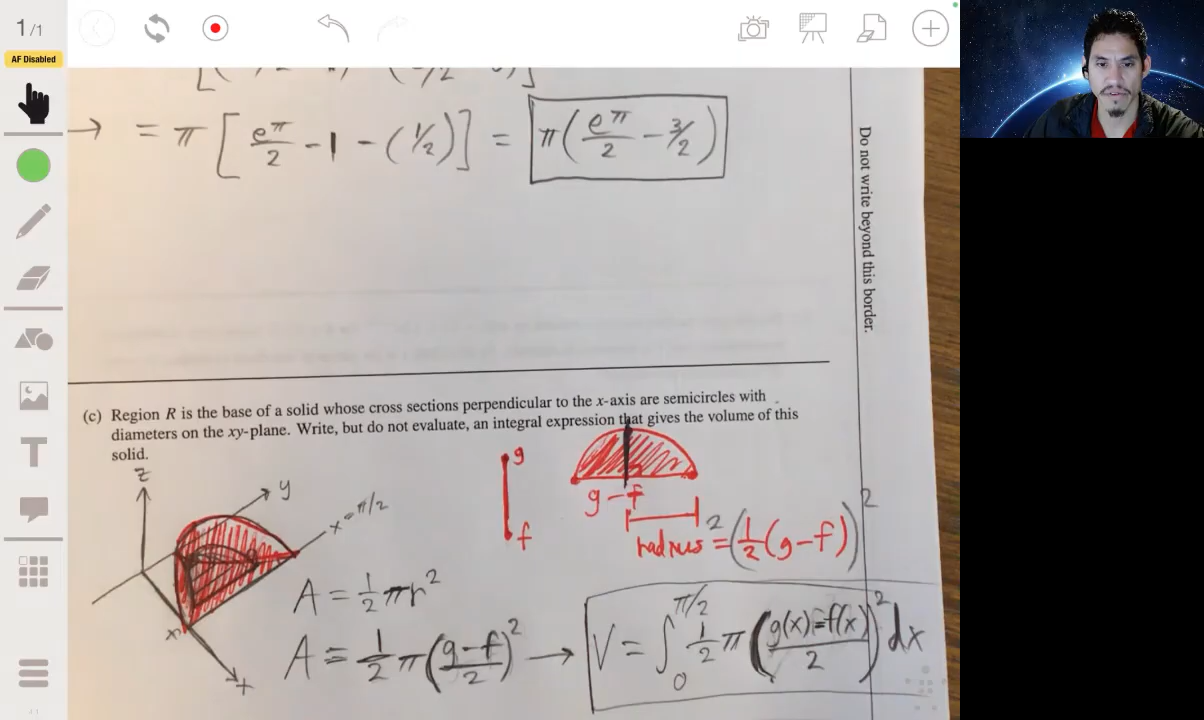 1/1
AF Disabled
→ = π [ e^π/2 - 1 - (1/2) ] = π( e^π/2 - 3/2 )
Do not write beyond this border.
(c) Region R is the base of a solid whose cross sections perpendicular to the x-axis are semicircles with
diameters on the xy-plane. Write, but do not evaluate, an integral expression that gives the volume of this
solid.
z
y
x=π/2
x
g
f
g-f
radius² = (1/2(g-f))²
A = 1/2 πr²
A = 1/2 π( g-f/2 )² → V = ∫₀^π/2 1/2 π ( g(x)-f(x)/2 )² dx
T